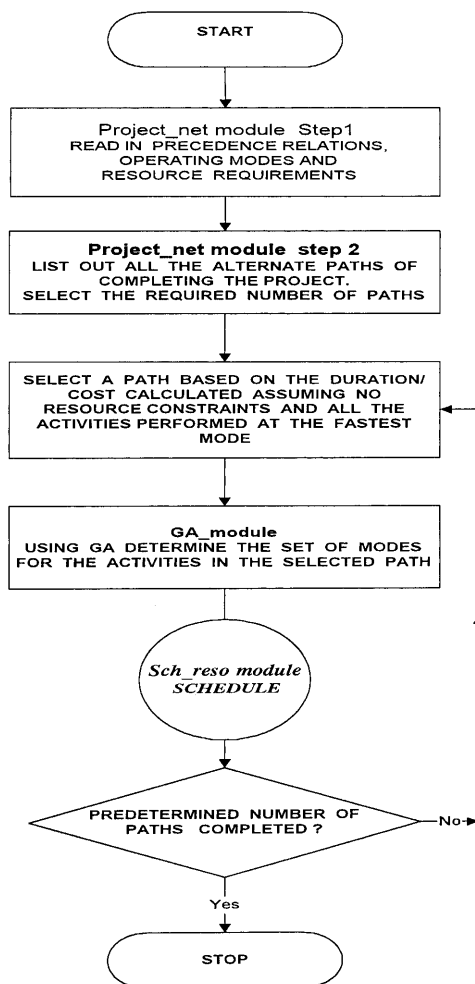 START
Project_net module Step1
READ IN PRECEDENCE RELATIONS,
OPERATING MODES AND
RESOURCE REQUIREMENTS
Project_net module step 2
LIST OUT ALL THE ALTERNATE PATHS OF
COMPLETING THE PROJECT.
SELECT THE REQUIRED NUMBER OF PATHS
SELECT A PATH BASED ON THE DURATION/
COST CALCULATED ASSUMING NO
RESOURCE CONSTRAINTS AND ALL THE
ACTIVITIES PERFORMED AT THE FASTEST
MODE
GA_module
USING GA DETERMINE THE SET OF MODES
FOR THE ACTIVITIES IN THE SELECTED PATH
Sch_reso module
SCHEDULE
PREDETERMINED NUMBER OF
PATHS COMPLETED ?
No
Yes
STOP